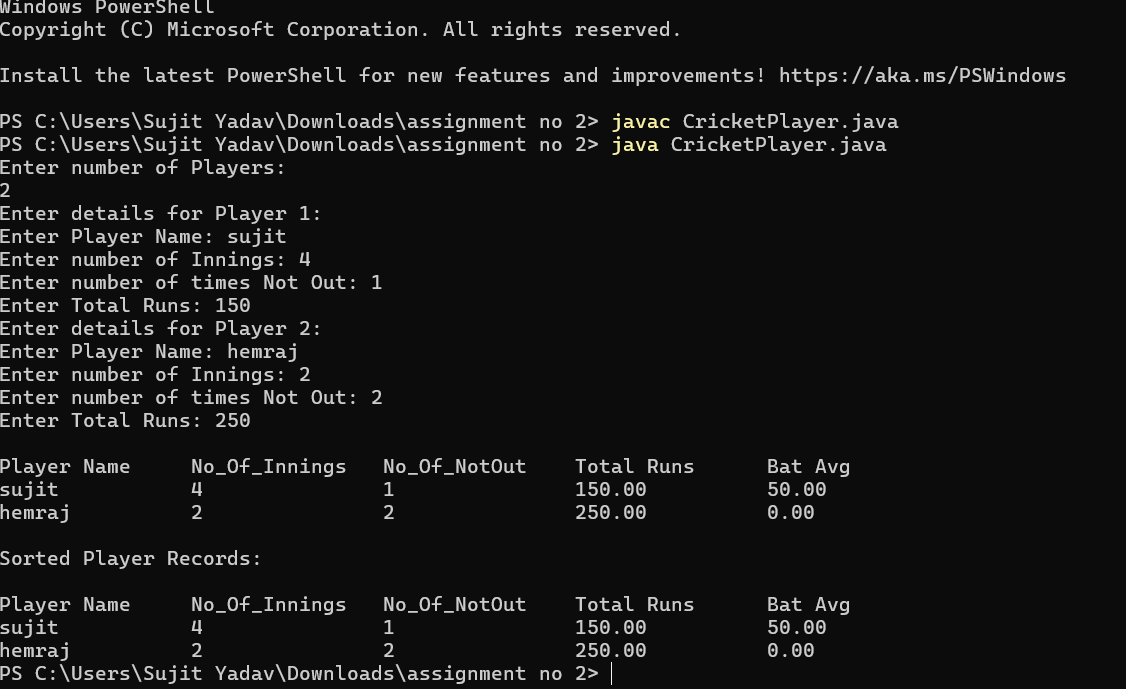 Windows PowerShell
Copyright (C) Microsoft Corporation. All rights reserved.
Install the latest PowerShell for new features and improvements! https://aka.ms/PSWindows
PS C:\Users\Sujit Yadav\Downloads\assignment no 2> javac CricketPlayer.java
PS C:\Users\Sujit Yadav\Downloads\assignment no 2> java CricketPlayer.java
Enter number of Players:
2
Enter details for Player 1:
Enter Player Name: sujit
Enter number of Innings: 4
Enter number of times Not Out: 1
Enter Total Runs: 150
Enter details for Player 2:
Enter Player Name: hemraj
Enter number of Innings: 2
Enter number of times Not Out: 2
Enter Total Runs: 250
Player Name     No_Of_Innings   No_Of_NotOut    Total Runs      Bat Avg
sujit           4               1               150.00          50.00
hemraj          2               2               250.00          0.00
Sorted Player Records:
Player Name     No_Of_Innings   No_Of_NotOut    Total Runs      Bat Avg
sujit           4               1               150.00          50.00
hemraj          2               2               250.00          0.00
PS C:\Users\Sujit Yadav\Downloads\assignment no 2>